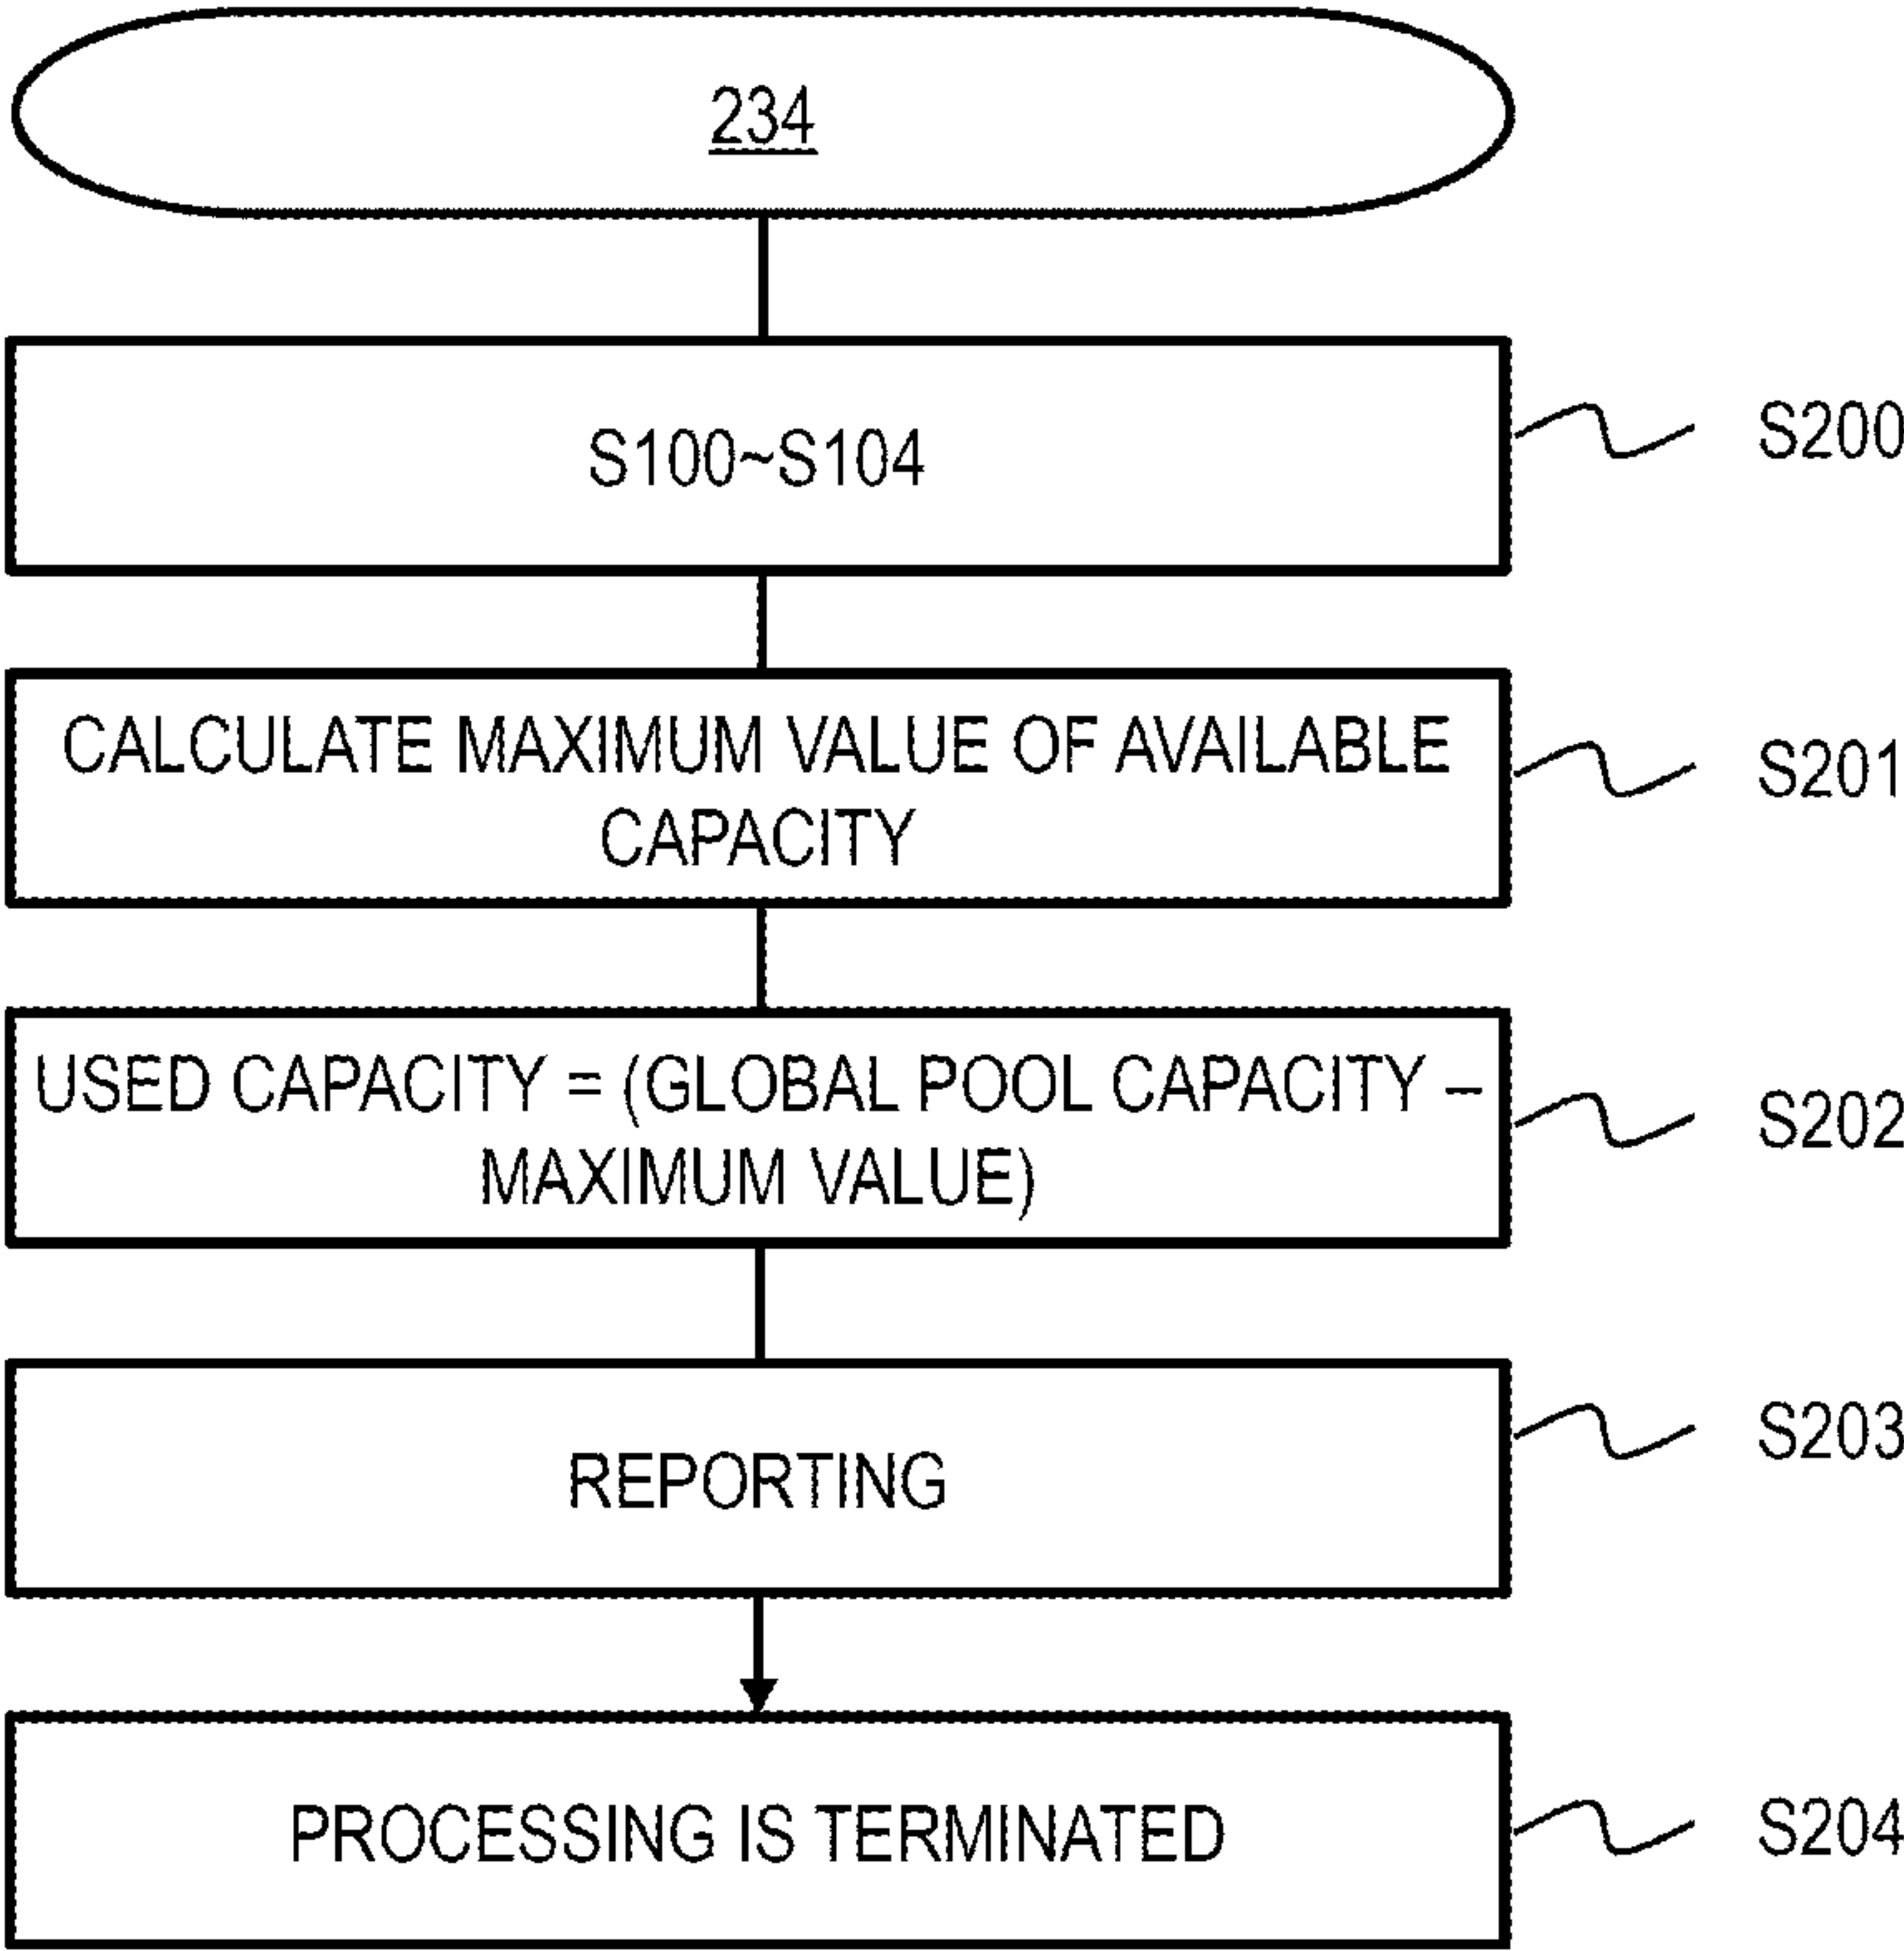 234
S100~S104
S200
CALCULATE MAXIMUM VALUE OF AVAILABLE
CAPACITY
S201
USED CAPACITY = (GLOBAL POOL CAPACITY –
MAXIMUM VALUE)
S202
REPORTING
S203
PROCESSING IS TERMINATED
S204